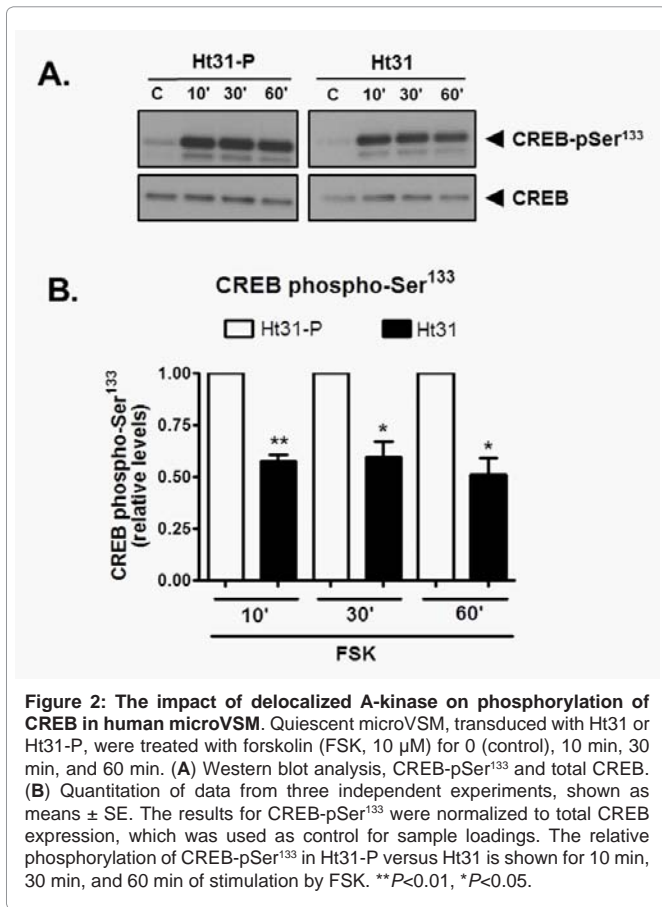 A.
Ht31-P Ht31
C 10' 30' 60' C 10' 30' 60'
CREB-pSer¹³³
CREB
B.
CREB phospho-Ser¹³³
Ht31-P Ht31
CREB phospho-Ser¹³³
(relative levels)
1.00
0.75
0.50
0.25
0.00
** * *
10' 30' 60'
FSK
Figure 2: The impact of delocalized A-kinase on phosphorylation of
CREB in human microVSM. Quiescent microVSM, transduced with Ht31 or
Ht31-P, were treated with forskolin (FSK, 10 μM) for 0 (control), 10 min, 30
min, and 60 min. (A) Western blot analysis, CREB-pSer¹³³ and total CREB.
(B) Quantitation of data from three independent experiments, shown as
means ± SE. The results for CREB-pSer¹³³ were normalized to total CREB
expression, which was used as control for sample loadings. The relative
phosphorylation of CREB-pSer¹³³ in Ht31-P versus Ht31 is shown for 10 min,
30 min, and 60 min of stimulation by FSK. **P<0.01, *P<0.05.